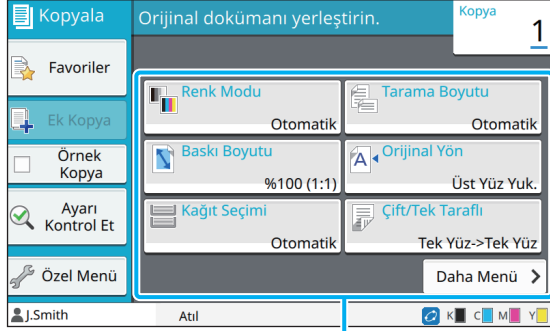 Kopyala
Orijinal dokümanı yerleştirin.
Kopya
1
Favoriler
Ek Kopya
Örnek
Kopya
Ayarı
Kontrol Et
Özel Menü
Renk Modu
Otomatik
Tarama Boyutu
Otomatik
Baskı Boyutu
%100 (1:1)
A
Orijinal Yön
Üst Yüz Yuk.
Kağıt Seçimi
Otomatik
Çift/Tek Taraflı
Tek Yüz->Tek Yüz
Daha Menü
J.Smith
Atıl
K C M Y